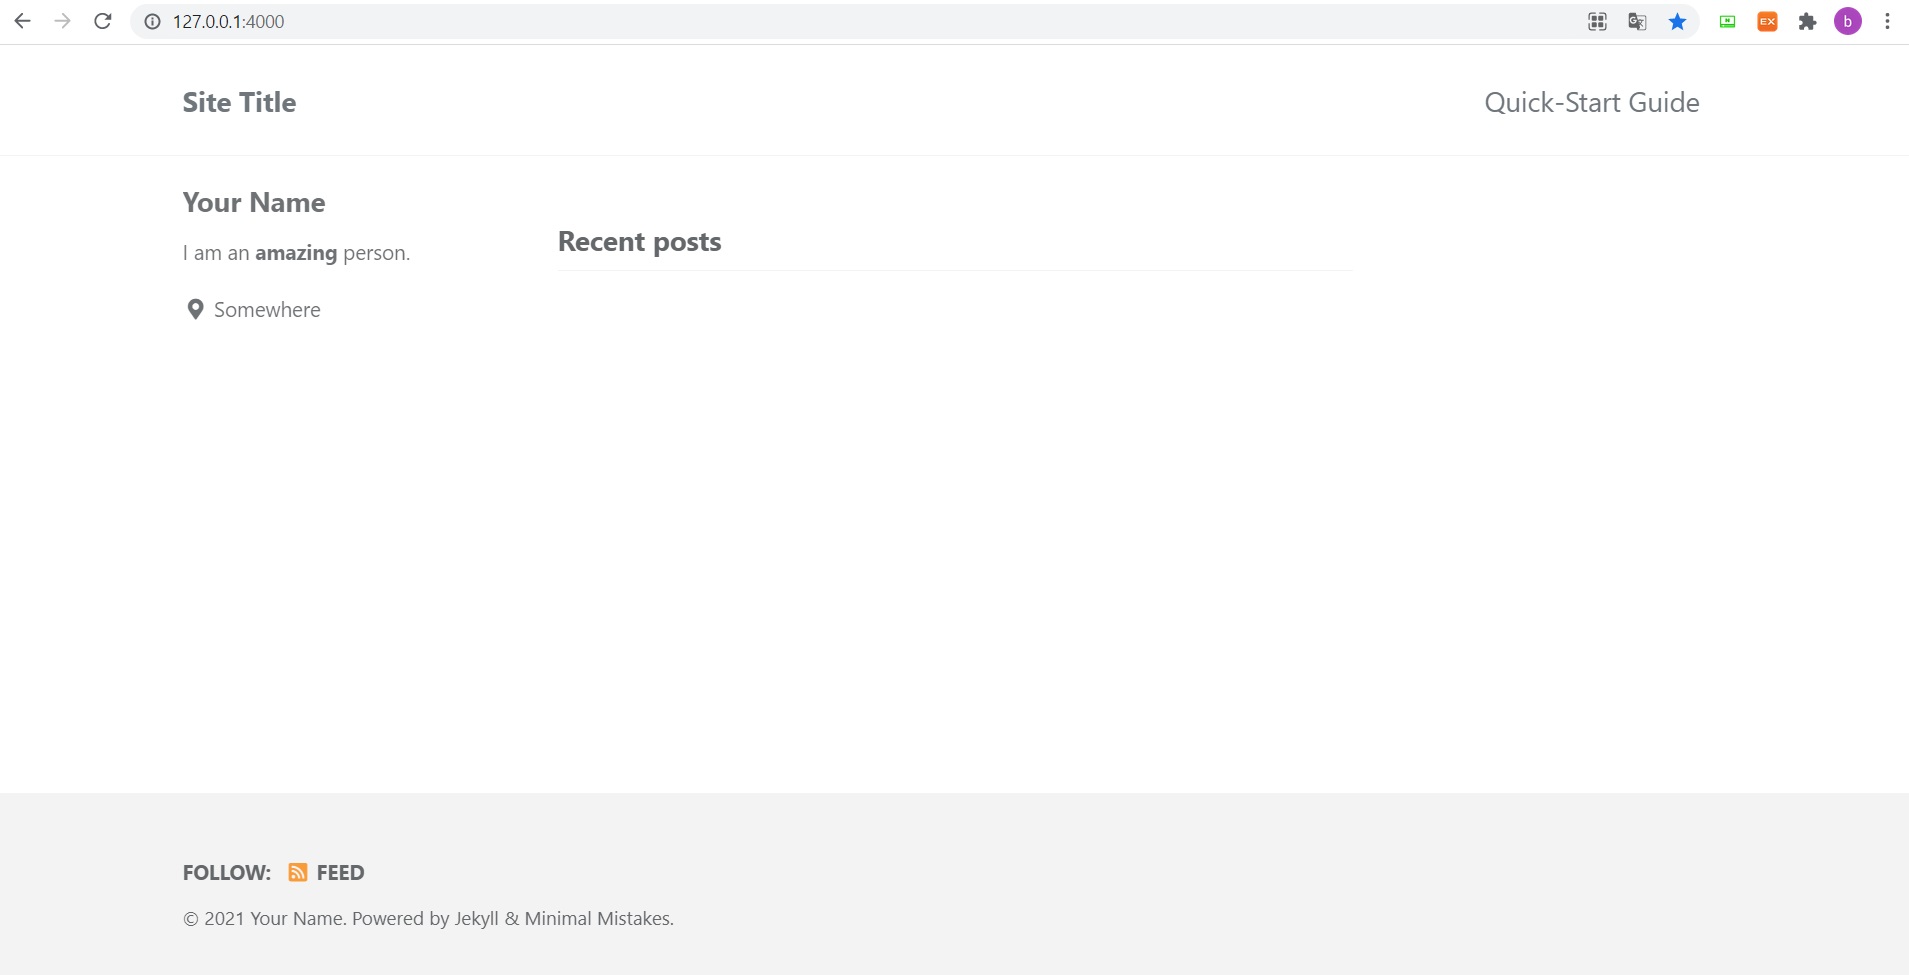 127.0.0.1:4000
EX
b
Site Title
Quick-Start Guide
Your Name
I am an amazing person.
Somewhere
Recent posts
FOLLOW: FEED
© 2021 Your Name. Powered by Jekyll & Minimal Mistakes.